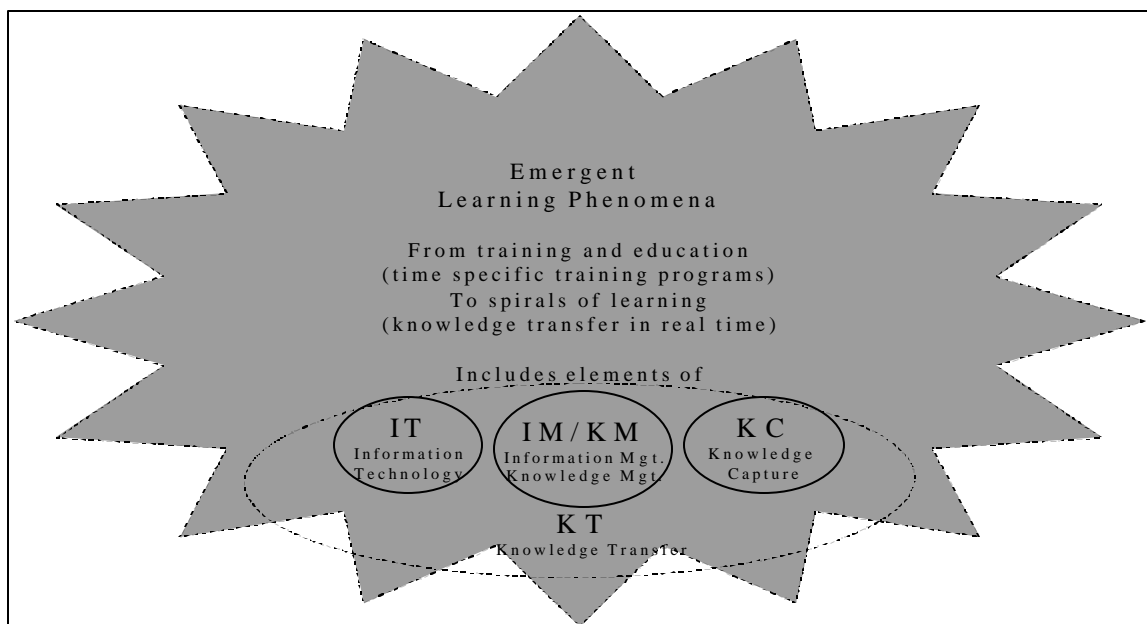 Emergent
Learning Phenomena
From training and education
(time specific training programs)
To spirals of learning
(knowledge transfer in real time)
Includes elements of
IT
Information
Technology
IM/KM
Information Mgt.
Knowledge Mgt.
KC
Knowledge
Capture
KT
Knowledge Transfer